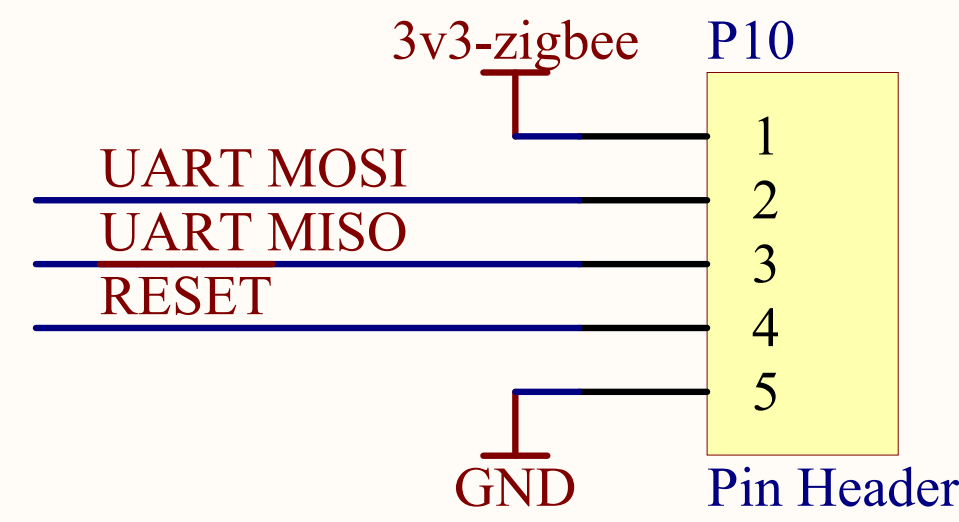 3v3-zigbee
P10
1
UART MOSI
2
UART MISO
3
RESET
4
5
GND
Pin Header